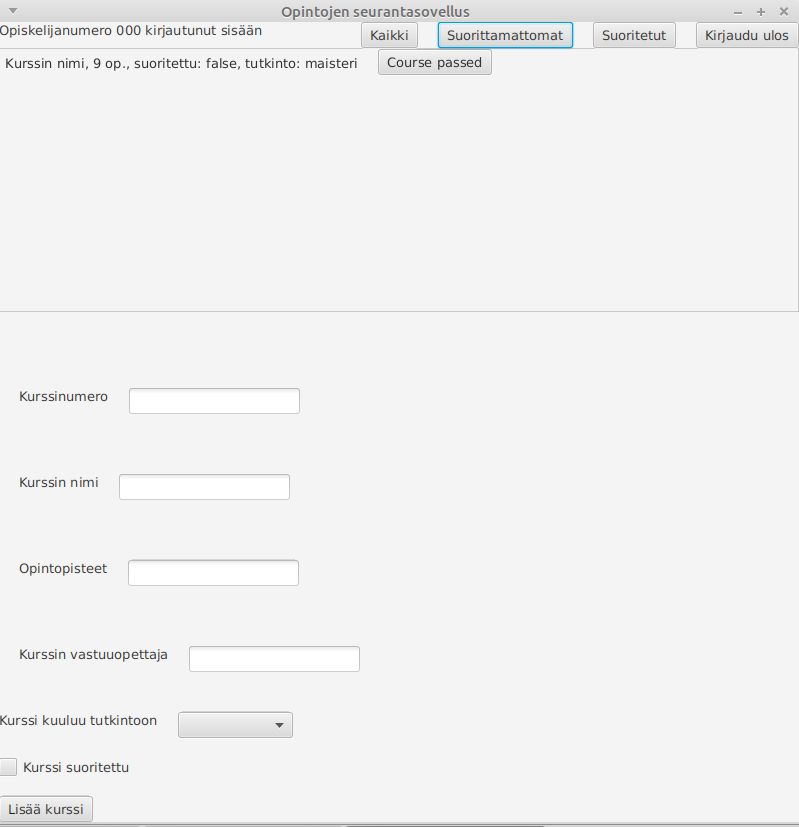 Opintojen seurantasovellus
Opiskelijanumero 000 kirjautunut sisään Kaikki Suorittamattomat Suoritetut Kirjaudu ulos
Kurssin nimi, 9 op., suoritettu: false, tutkinto: maisteri Course passed
Kurssinumero
Kurssin nimi
Opintopisteet
Kurssin vastuuopettaja
Kurssi kuuluu tutkintoon
Kurssi suoritettu
Lisää kurssi